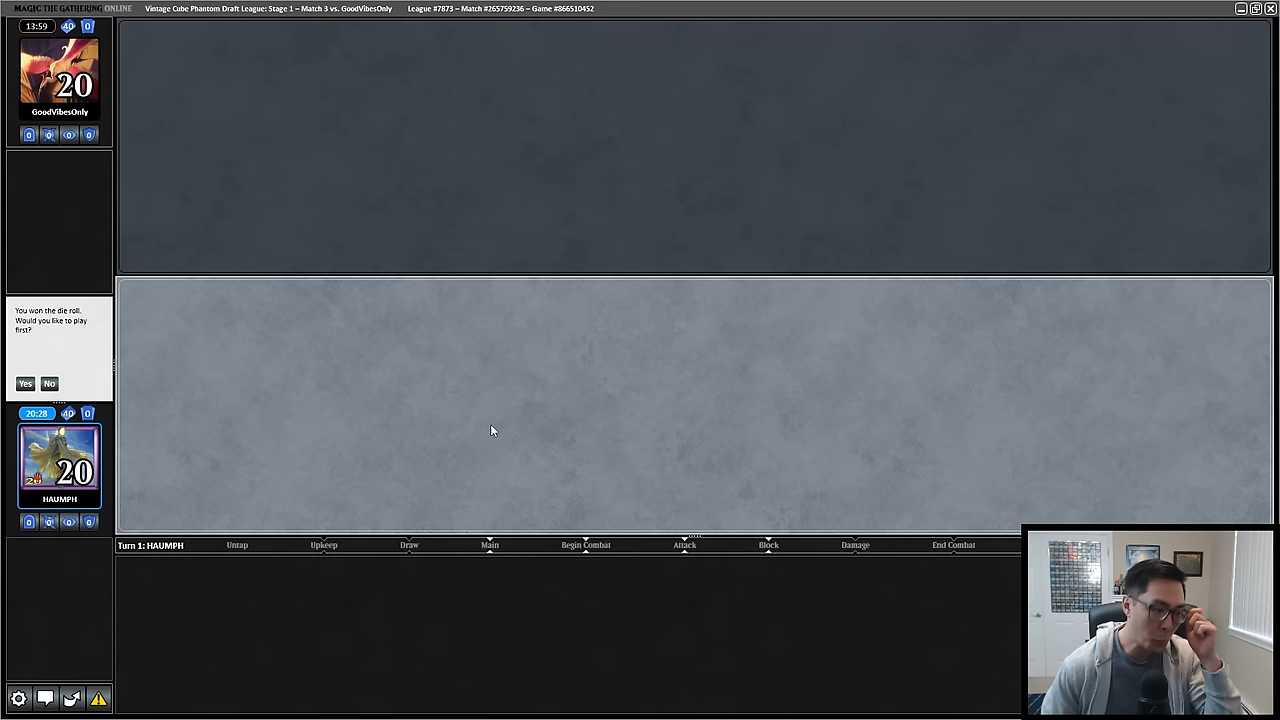 MAGIC THE GATHERING ONLINE Vintage Cube Phantom Draft League: Stage 1 – Match 3 vs. GoodVibesOnly League #7873 – Match #265759236 – Game #866510452
13:59 40 0
20
GoodVibesOnly
0 0 0 0
You won the die roll.
Would you like to play
first?
Yes No
20:28 40 0
20
HAUMPH
0 0 0 0
Turn 1: HAUMPH Untap Upkeep Draw Main Begin Combat Attack Block Damage End Combat